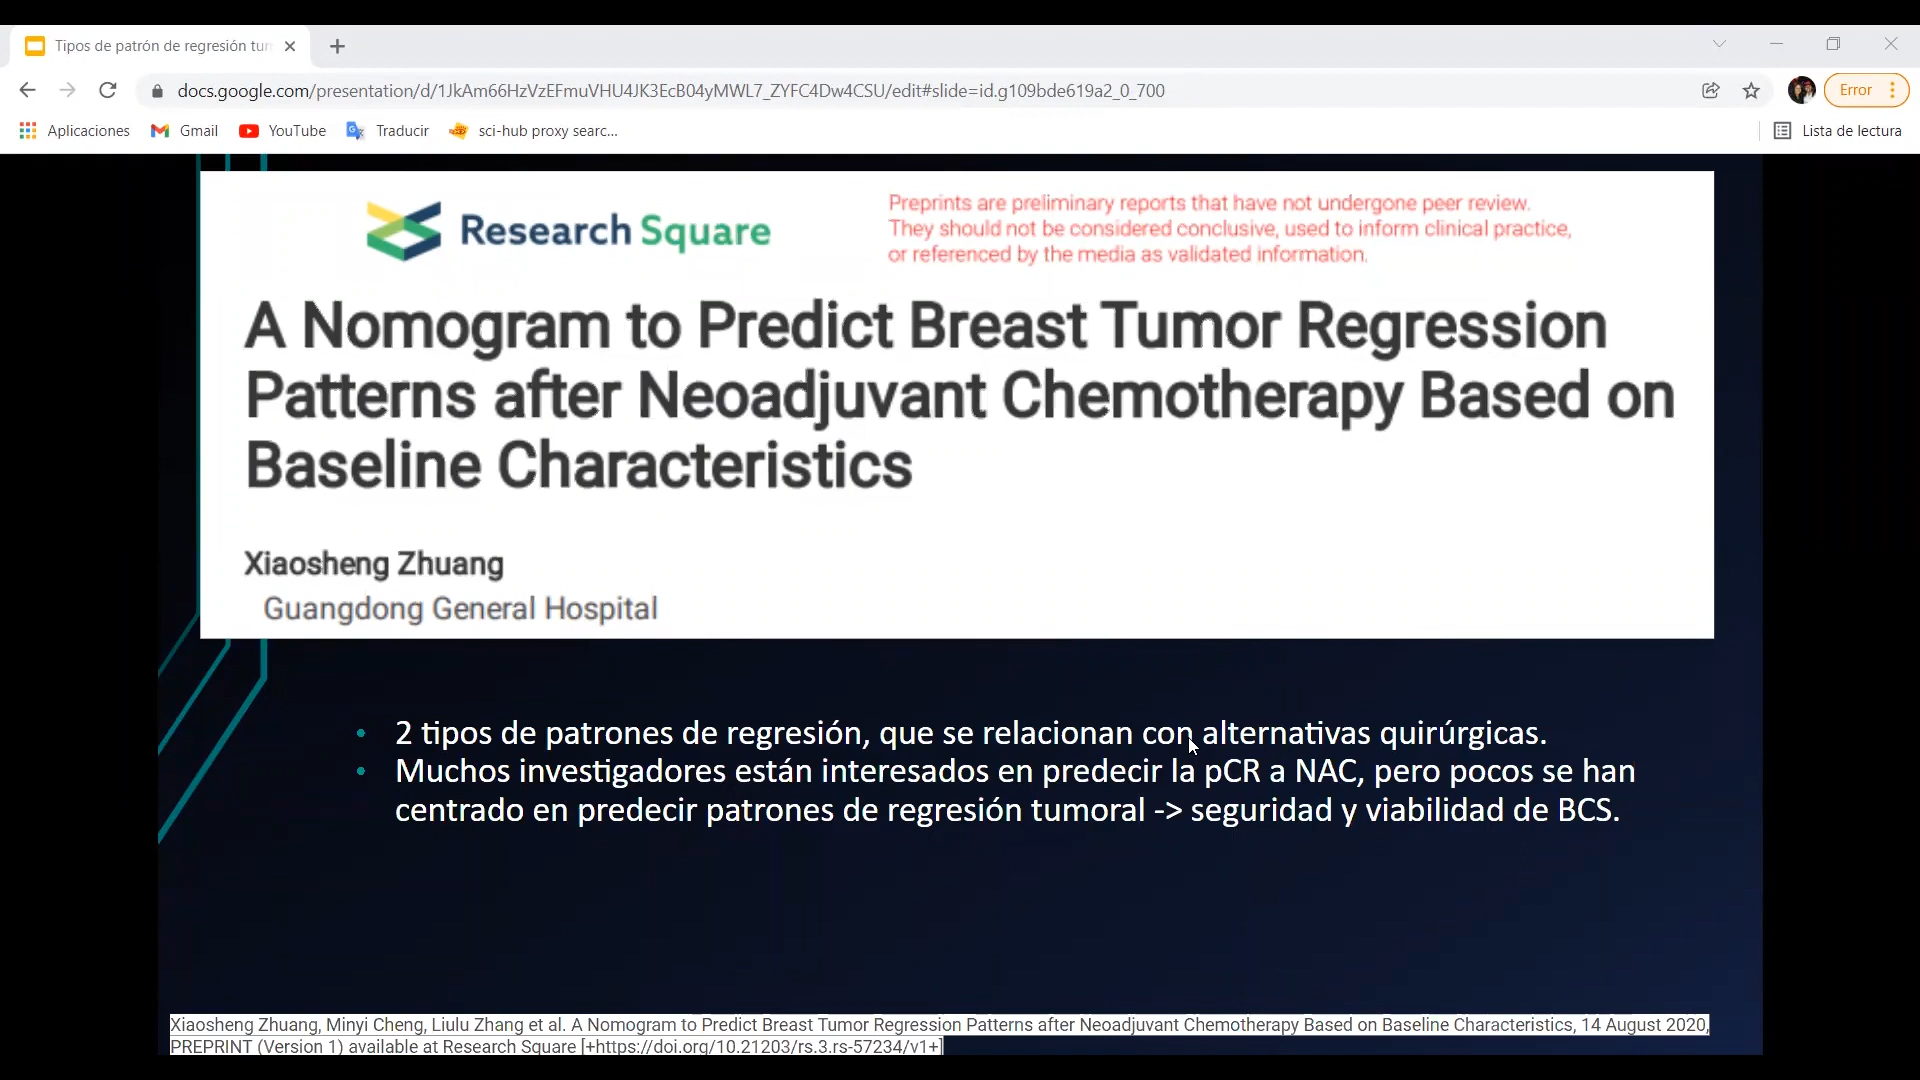 Tipos de patrón de regresión tum
docs.google.com/presentation/d/1JkAm66HzVzEFmuVHU4JK3EcB04yMWL7_ZYFC4Dw4CSU/edit#slide=id.g109bde619a2_0_700
Error
Aplicaciones
Gmail
YouTube
Traducir
sci-hub proxy searc...
Lista de lectura
Research Square
Preprints are preliminary reports that have not undergone peer review.
They should not be considered conclusive, used to inform clinical practice,
or referenced by the media as validated information.
A Nomogram to Predict Breast Tumor Regression
Patterns after Neoadjuvant Chemotherapy Based on
Baseline Characteristics
Xiaosheng Zhuang
Guangdong General Hospital
• 2 tipos de patrones de regresión, que se relacionan con alternativas quirúrgicas.
• Muchos investigadores están interesados en predecir la pCR a NAC, pero pocos se han
centrado en predecir patrones de regresión tumoral -> seguridad y viabilidad de BCS.
Xiaosheng Zhuang, Minyi Cheng, Liulu Zhang et al. A Nomogram to Predict Breast Tumor Regression Patterns after Neoadjuvant Chemotherapy Based on Baseline Characteristics, 14 August 2020,
PREPRINT (Version 1) available at Research Square [+https://doi.org/10.21203/rs.3.rs-57234/v1+]